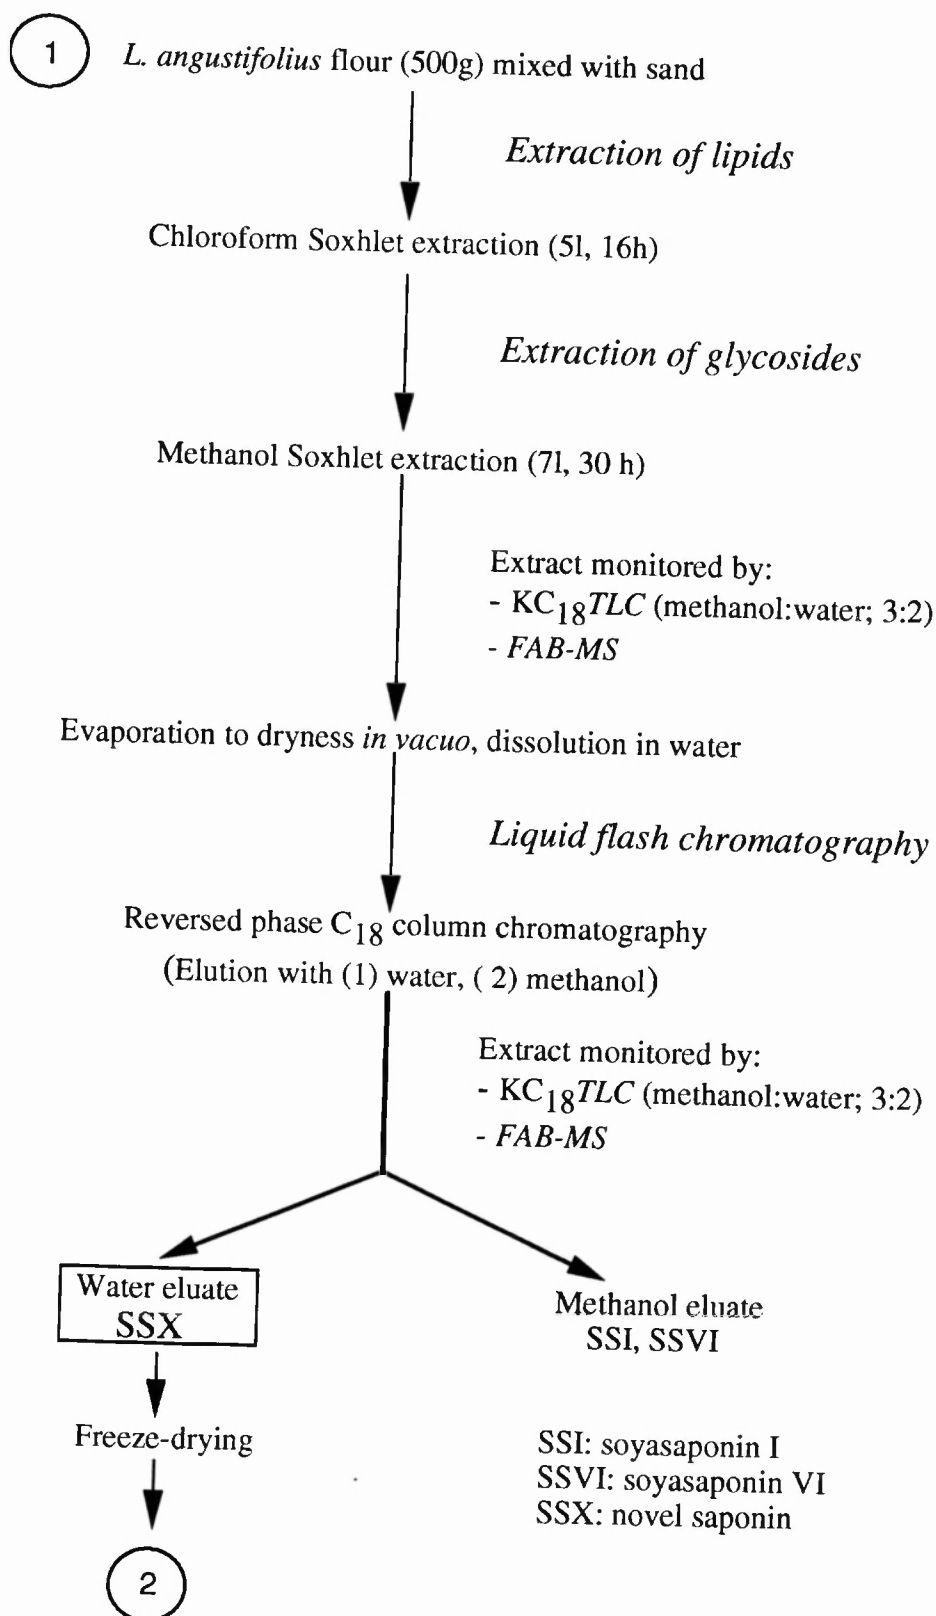 1
L. angustifolius flour (500g) mixed with sand
Extraction of lipids
Chloroform Soxhlet extraction (5l, 16h)
Extraction of glycosides
Methanol Soxhlet extraction (7l, 30 h)
Extract monitored by:
- KC18TLC (methanol:water; 3:2)
- FAB-MS
Evaporation to dryness in vacuo, dissolution in water
Liquid flash chromatography
Reversed phase C18 column chromatography
(Elution with (1) water, ( 2) methanol)
Extract monitored by:
- KC18TLC (methanol:water; 3:2)
- FAB-MS
Water eluate
SSX
Methanol eluate
SSI, SSVI
Freeze-drying
SSI: soyasaponin I
SSVI: soyasaponin VI
SSX: novel saponin
2